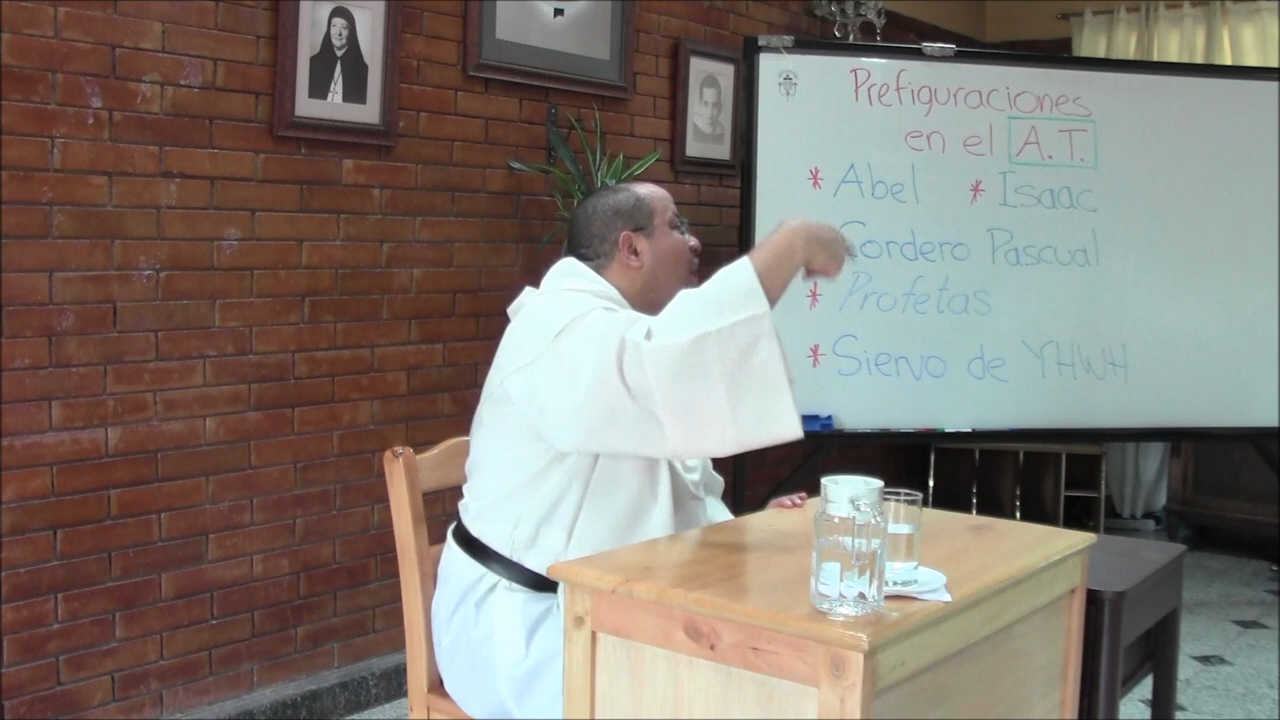 Prefiguraciones
en el A.T.
* Abel * Isaac
Cordero Pascual
* Profetas
* Siervo de YHWH